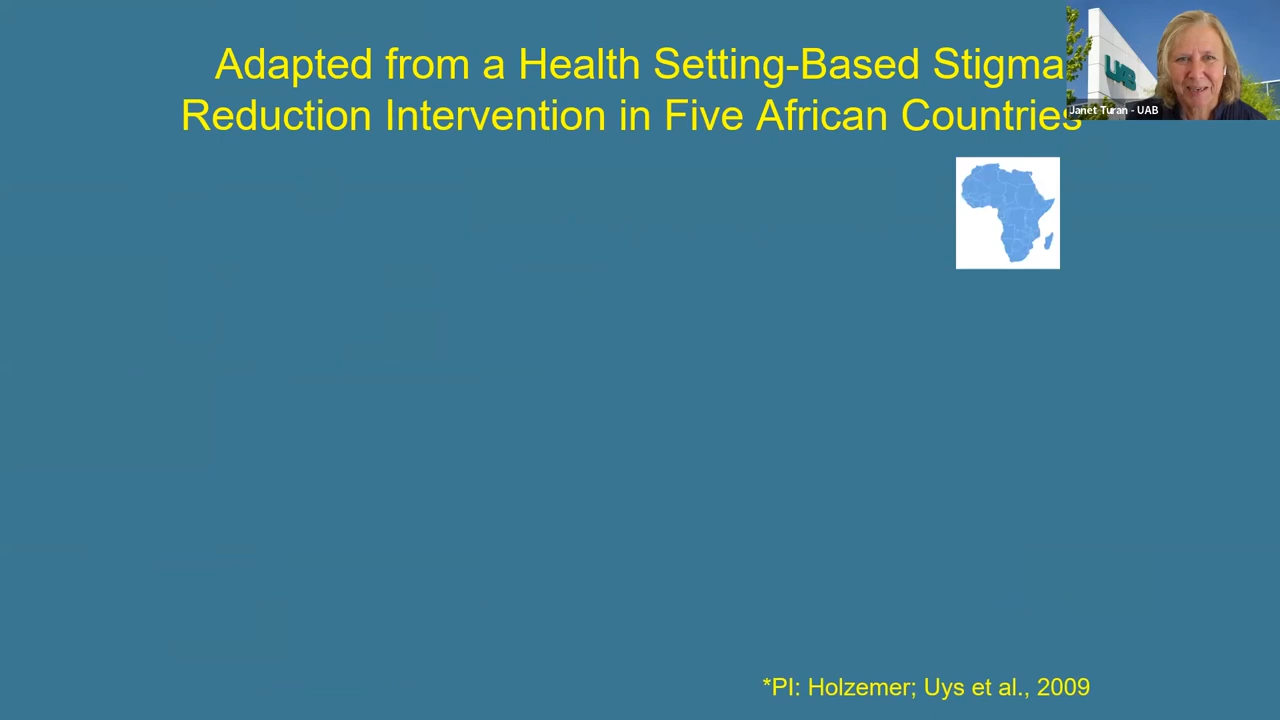 Adapted from a Health Setting-Based Stigma
Reduction Intervention in Five African Countries
UAB
Janet Turan - UAB
*PI: Holzemer; Uys et al., 2009